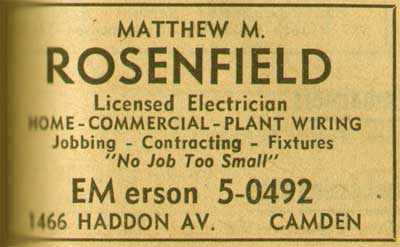 MATTHEW M.
ROSENFIELD
Licensed Electrician
HOME-COMMERCIAL-PLANT WIRING
Jobbing - Contracting - Fixtures
"No Job Too Small"
EM erson 5-0492
1466 HADDON AV. CAMDEN